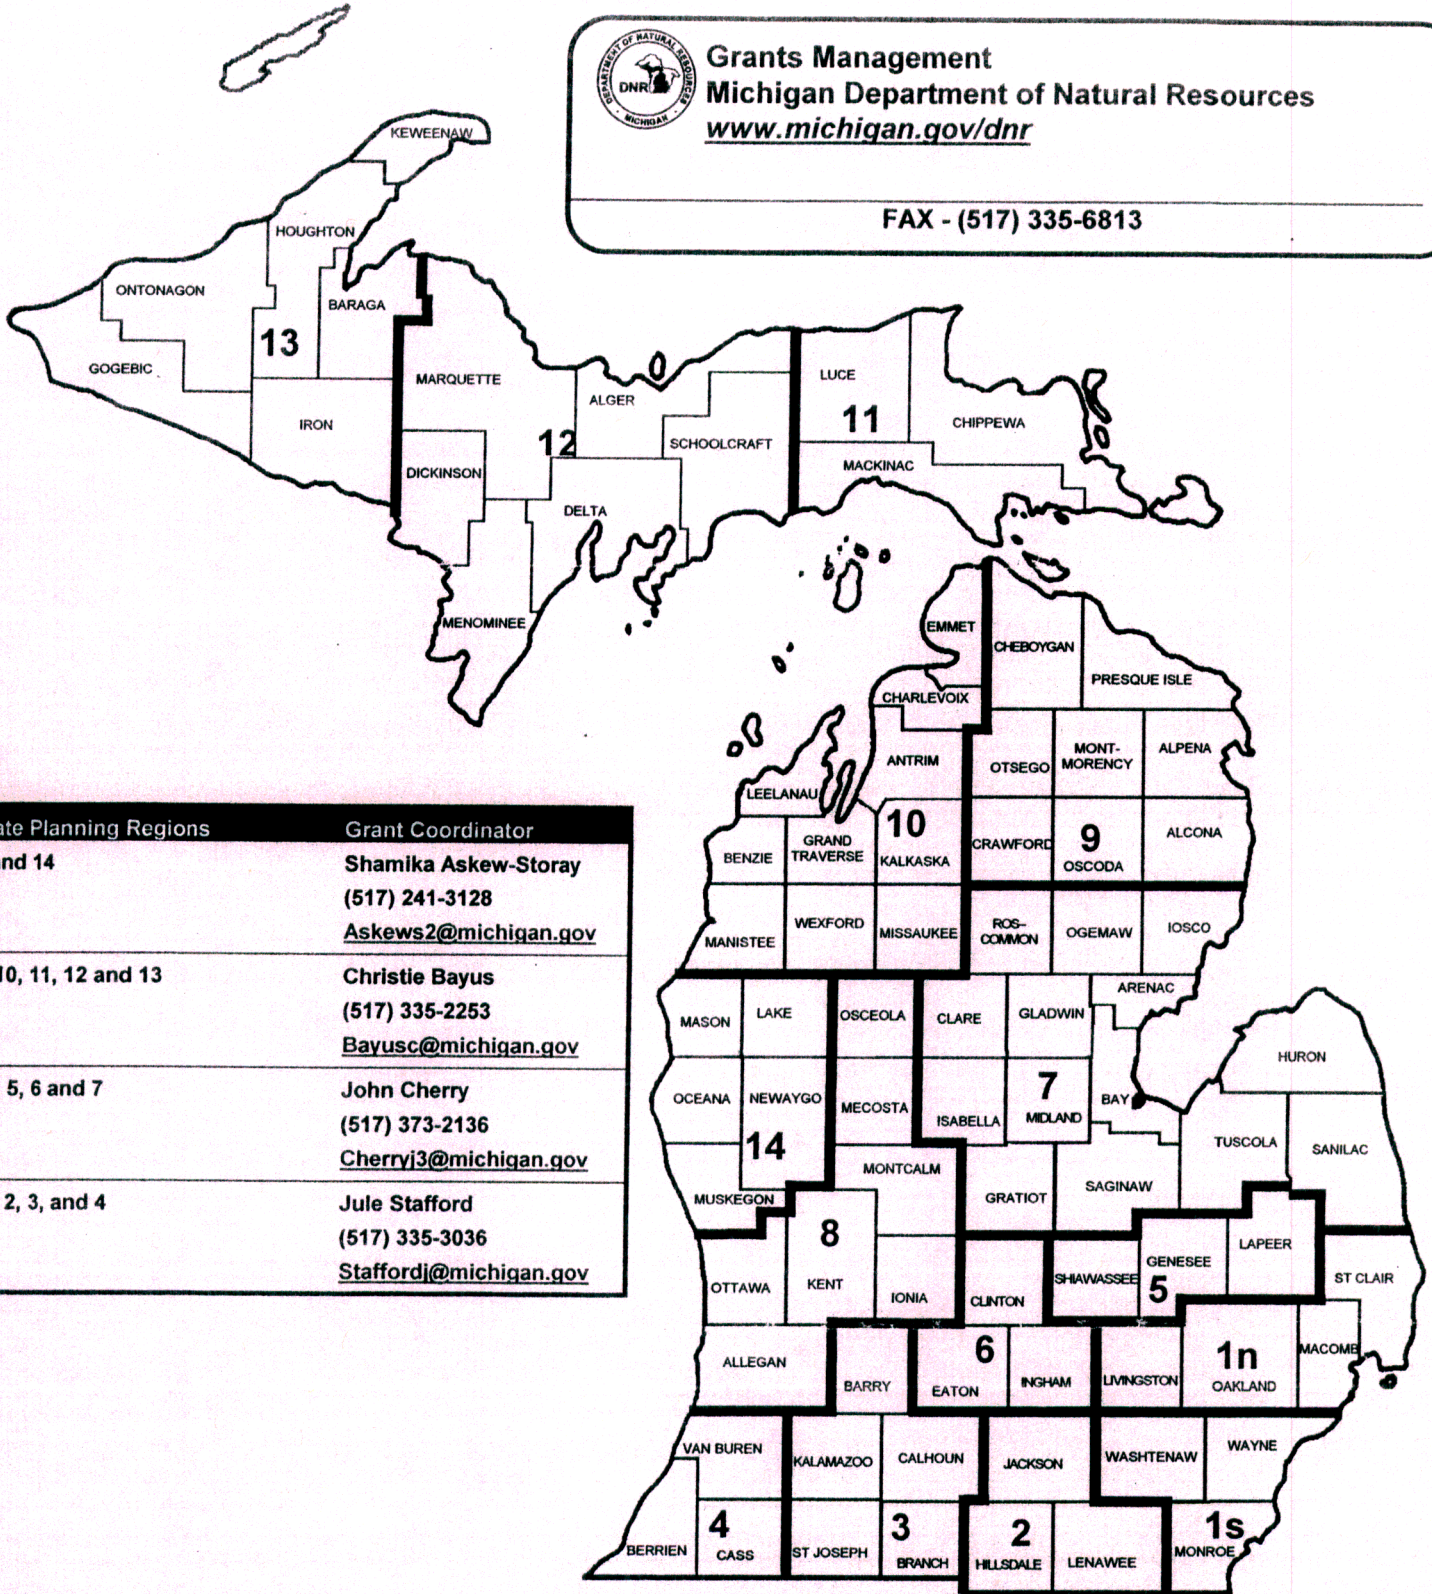 DEPARTMENT OF NATURAL RESOURCES
DNR
MICHIGAN
Grants Management
Michigan Department of Natural Resources
www.michigan.gov/dnr
FAX - (517) 335-6813
KEWEENAW
HOUGHTON
ONTONAGON
BARAGA
13
GOGEBIC
IRON
MARQUETTE
ALGER
12
SCHOOLCRAFT
DICKINSON
DELTA
MENOMINEE
LUCE
11
CHIPPEWA
MACKINAC
EMMET
CHEBOYGAN
PRESQUE ISLE
CHARLEVOIX
ANTRIM
OTSEGO
MONT-
MORENCY
ALPENA
LEELANAU
10
BENZIE
GRAND
TRAVERSE
KALKASKA
CRAWFORD
9
OSCODA
ALCONA
MANISTEE
WEXFORD
MISSAUKEE
ROS-
COMMON
OGEMAW
IOSCO
ate Planning Regions Grant Coordinator
and 14 Shamika Askew-Storay
(517) 241-3128
Askews2@michigan.gov
10, 11, 12 and 13 Christie Bayus
(517) 335-2253
Bayusc@michigan.gov
5, 6 and 7 John Cherry
(517) 373-2136
Cherryj3@michigan.gov
2, 3, and 4 Jule Stafford
(517) 335-3036
Staffordj@michigan.gov
MASON
LAKE
OSCEOLA
CLARE
GLADWIN
ARENAC
HURON
OCEANA
NEWAYGO
MECOSTA
ISABELLA
7
MIDLAND
BAY
14
MUSKEGON
MONTCALM
GRATIOT
SAGINAW
TUSCOLA
SANILAC
8
OTTAWA
KENT
IONIA
CLINTON
SHIAWASSEE
GENESEE
5
LAPEER
ST CLAIR
ALLEGAN
BARRY
6
EATON
INGHAM
LIVINGSTON
1n
OAKLAND
MACOMB
VAN BUREN
KALAMAZOO
CALHOUN
JACKSON
WASHTENAW
WAYNE
BERRIEN
4
CASS
ST JOSEPH
3
BRANCH
2
HILLSDALE
LENAWEE
1s
MONROE